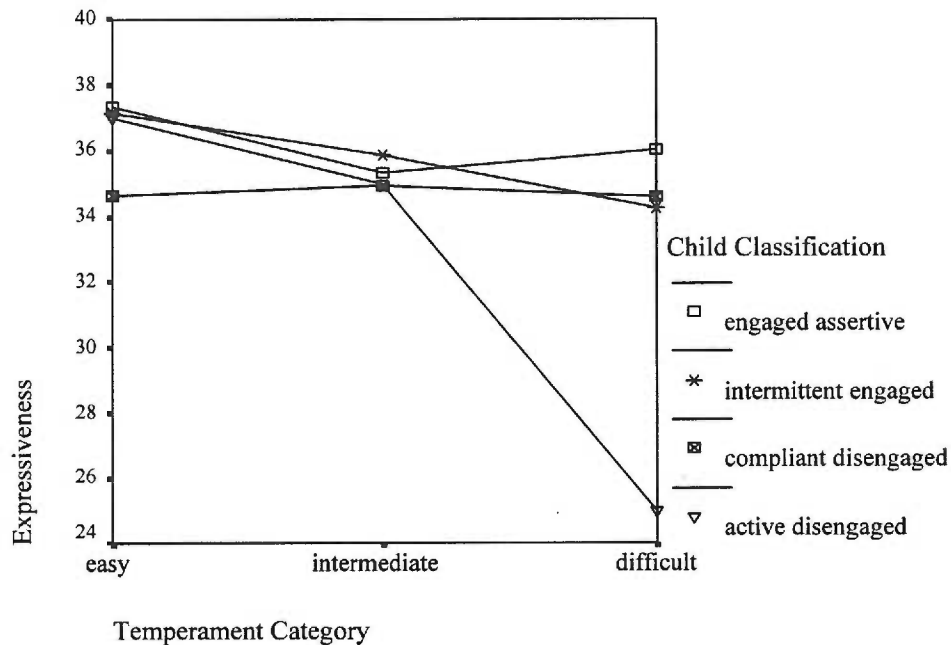 40
38
36
34
32
30
28
26
24
Expressiveness
easy intermediate difficult
Temperament Category
Child Classification
engaged assertive
intermittent engaged
compliant disengaged
active disengaged